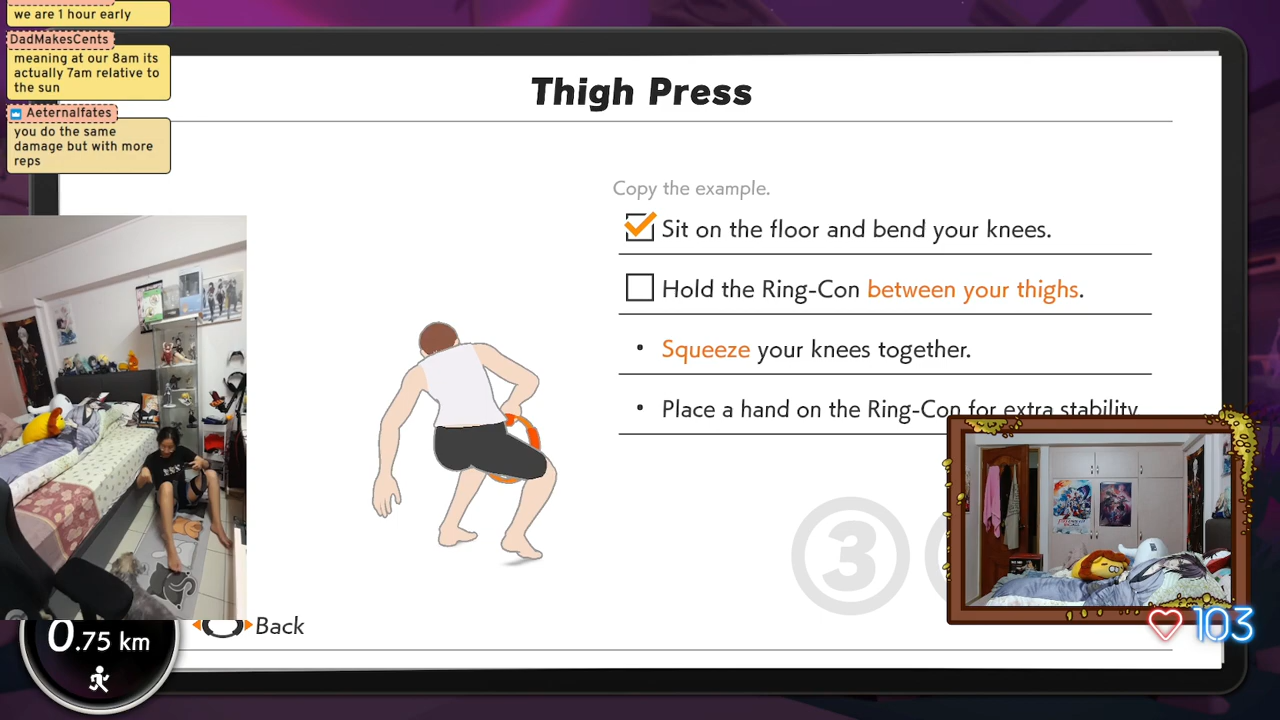 we are 1 hour early
DadMakesCents
meaning at our 8am its
actually 7am relative to
the sun
Aeternalfates
you do the same
damage but with more
reps
Thigh Press
Copy the example.
Sit on the floor and bend your knees.
Hold the Ring-Con between your thighs.
• Squeeze your knees together.
• Place a hand on the Ring-Con for extra stability
3
Back
0.75 km
103